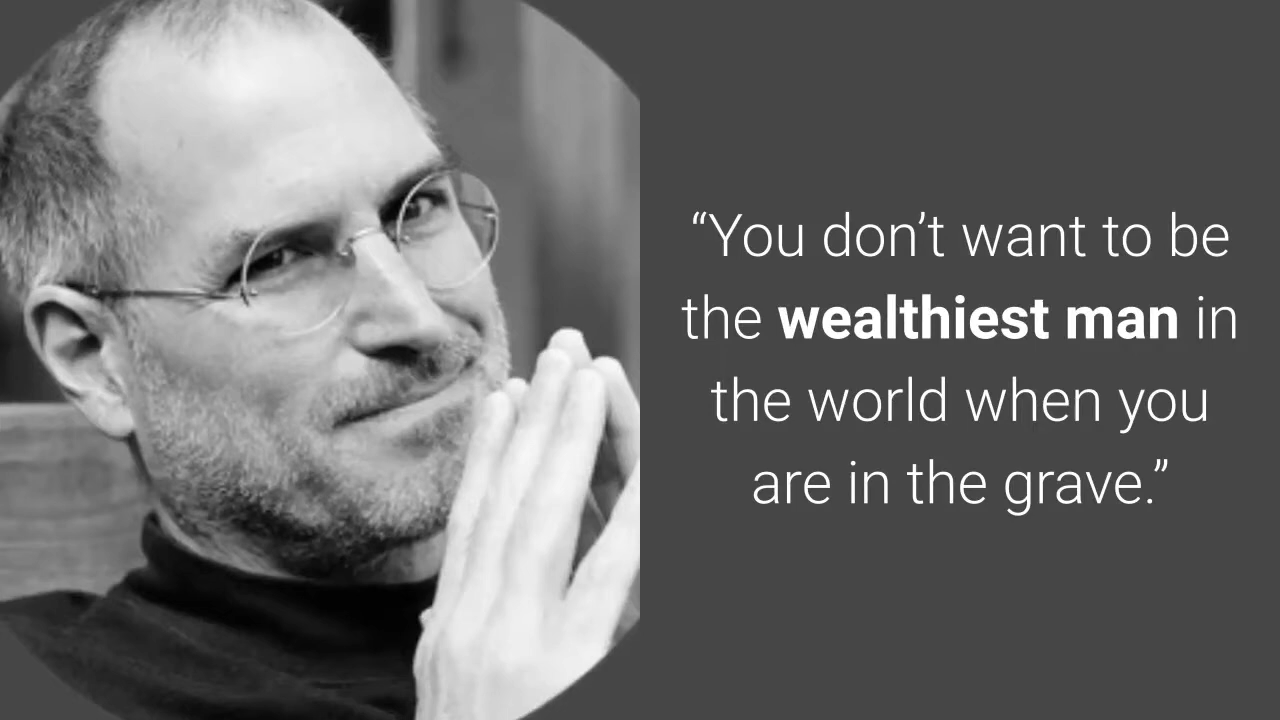 “You don’t want to be
the wealthiest man in
the world when you
are in the grave.”